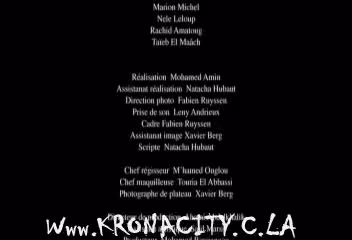 Marion Michel
Nele Leloup
Rachid Amatoug
Taïeb El Maâch
Réalisation Mohamed Amin
Assistanat réalisation Natacha Hubaut
Direction photo Fabien Ruyssen
Prise de son Leny Andrieux
Cadre Fabien Ruyssen
Assistanat image Xavier Berg
Scripte Natacha Hubaut
Chef régisseur M'hamed Ouglou
Chef maquilleuse Touria El Abbassi
Photographe de plateau Xavier Berg
Www.KRONACITY.C.LA